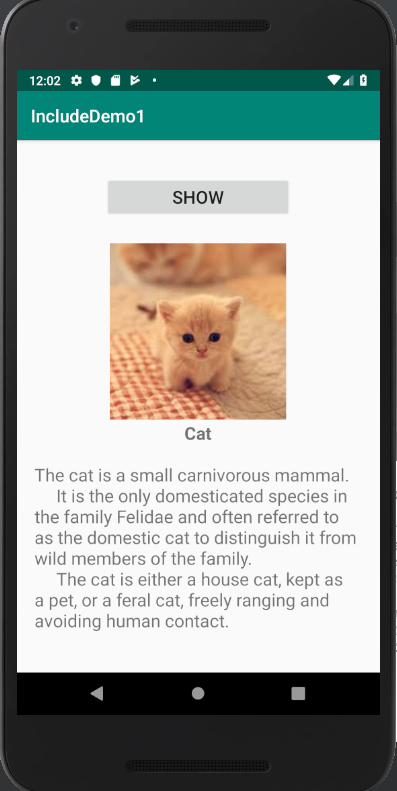 12:02
IncludeDemo1
SHOW
Cat
The cat is a small carnivorous mammal.
It is the only domesticated species in
the family Felidae and often referred to
as the domestic cat to distinguish it from
wild members of the family.
The cat is either a house cat, kept as
a pet, or a feral cat, freely ranging and
avoiding human contact.